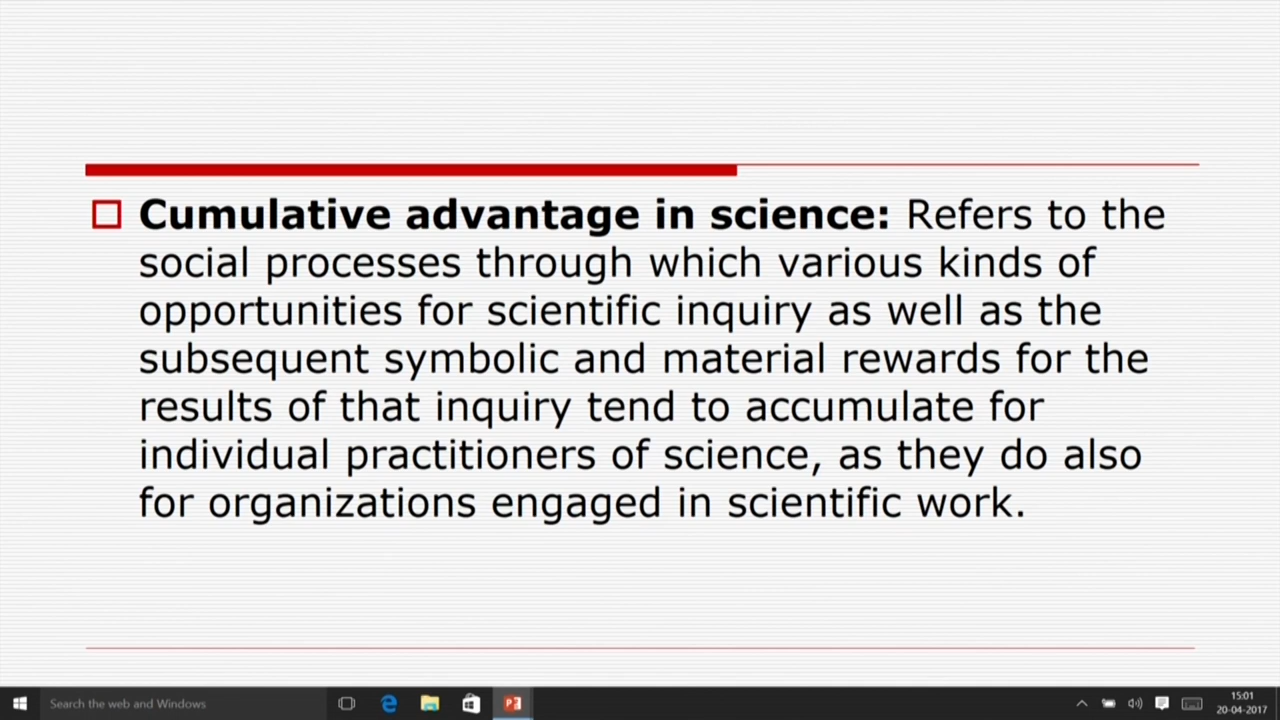 Cumulative advantage in science: Refers to the
social processes through which various kinds of
opportunities for scientific inquiry as well as the
subsequent symbolic and material rewards for the
results of that inquiry tend to accumulate for
individual practitioners of science, as they do also
for organizations engaged in scientific work.
Search the web and Windows
15:01
20-04-2017